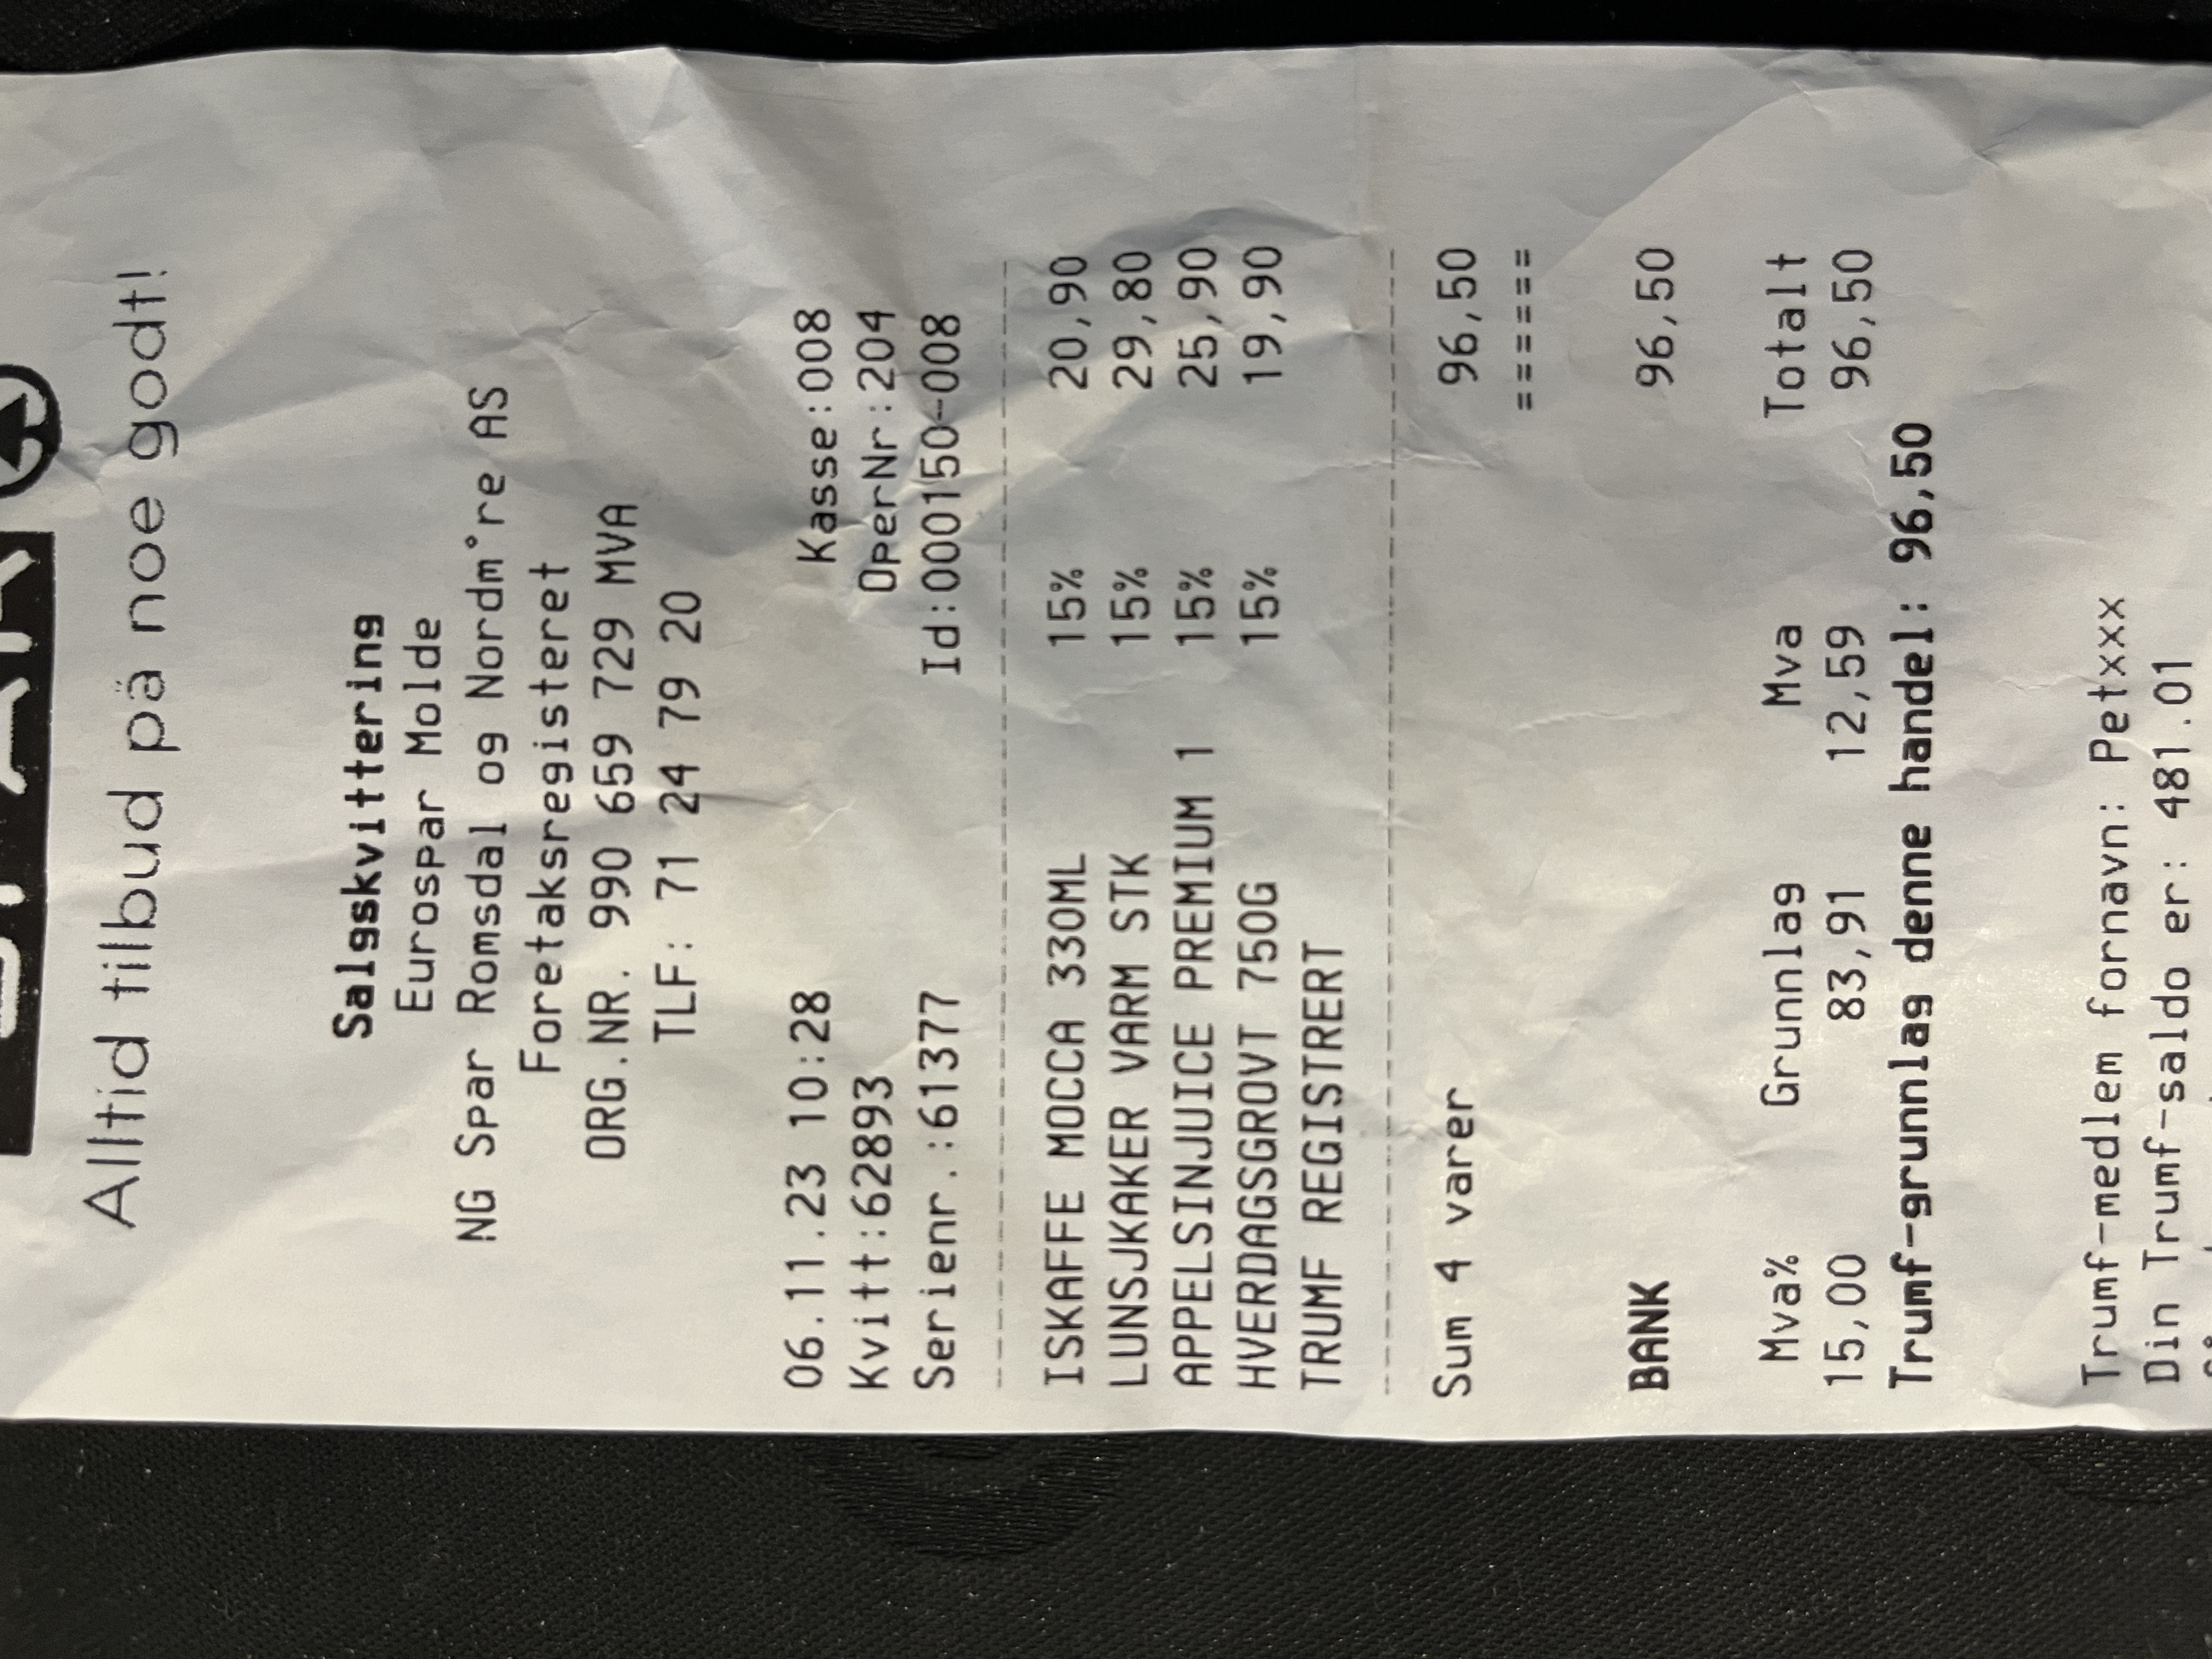 SPAR
Alltid tilbud på noe godt!
Salgskvittering
Eurospar Molde
NG Spar Romsdal og Nordm°re AS
Foretaksregisteret
ORG.NR. 990 659 729 MVA
TLF: 71 24 79 20
06.11.23 10:28 Kasse:008
Kvitt:62893 OperNr:204
Serienr.:61377 Id:000150-008
ISKAFFE MOCCA 330ML 15% 20,90
LUNSJKAKER VARM STK 15% 29,80
APPELSINJUICE PREMIUM 1 15% 25,90
HVERDAGSGROVT 750G 15% 19,90
TRUMF REGISTRERT
Sum 4 varer 96,50
======
BANK 96,50
Mva% Grunnlag Mva Totalt
15,00 83,91 12,59 96,50
Trumf-grunnlag denne handel: 96,50
Trumf-medlem fornavn: Petxxx
Din Trumf-saldo er: 481.01